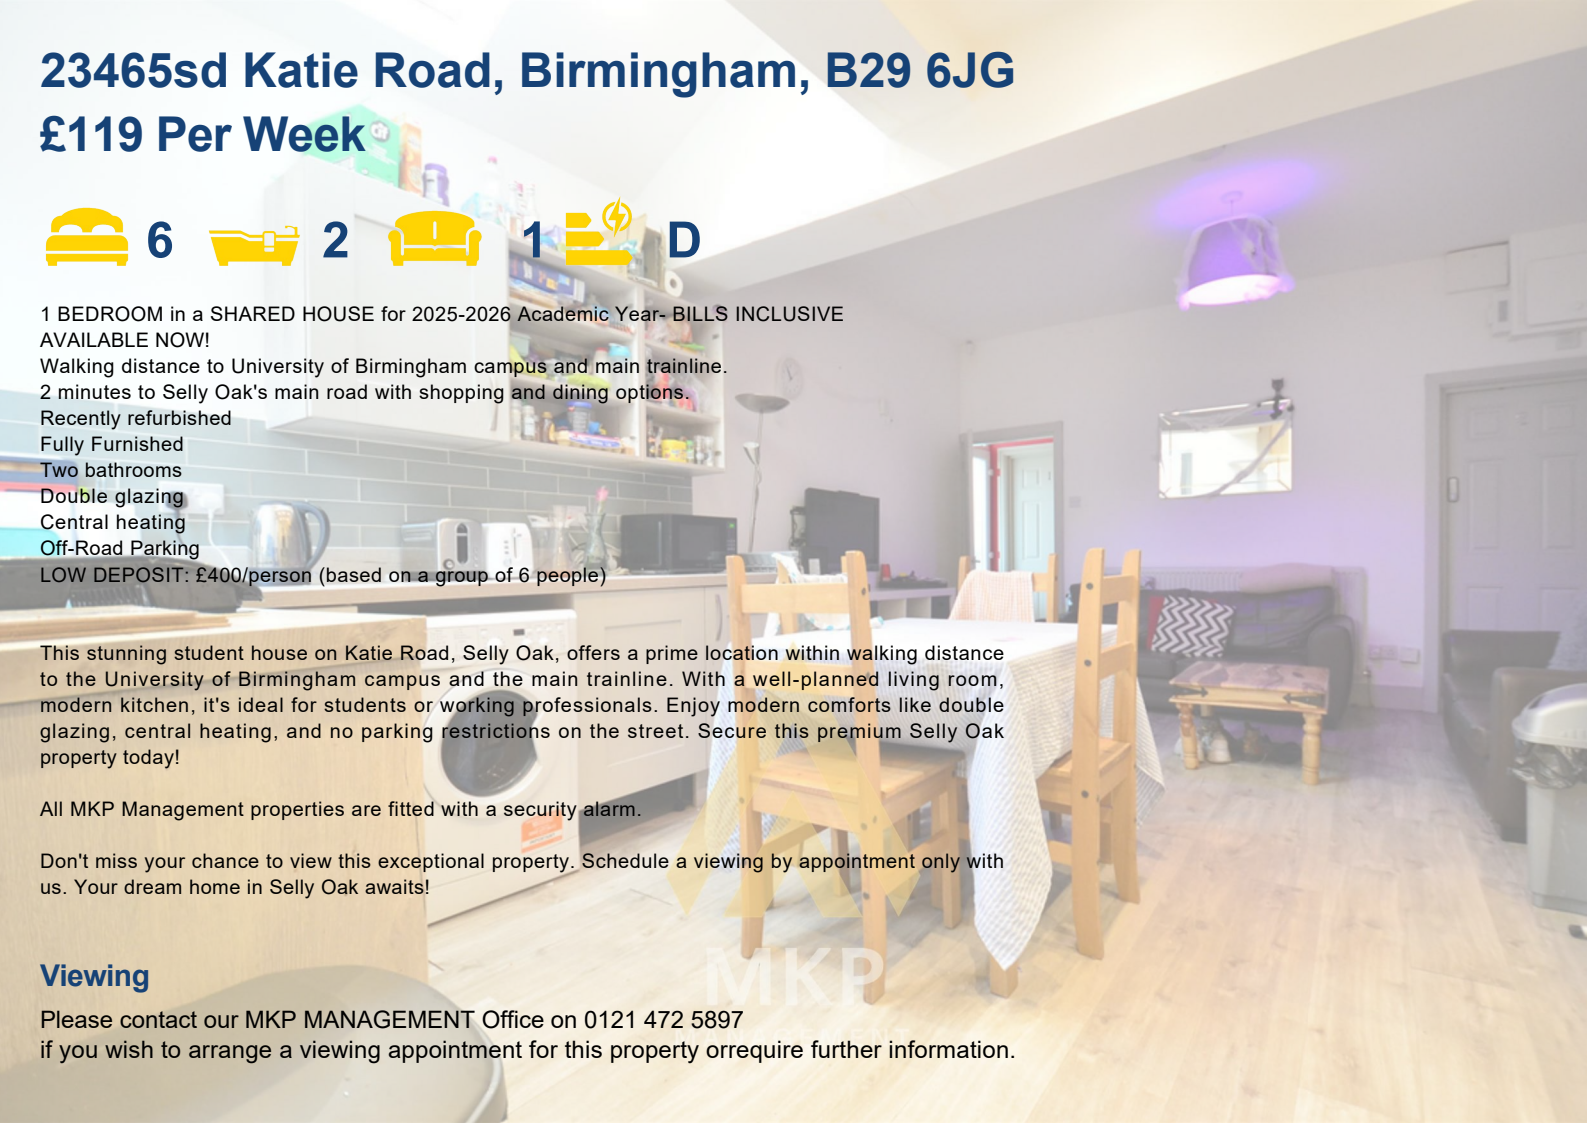 23465sd Katie Road, Birmingham, B29 6JG
£119 Per Week
6 2 1 D
1 BEDROOM in a SHARED HOUSE for 2025-2026 Academic Year- BILLS INCLUSIVE
AVAILABLE NOW!
Walking distance to University of Birmingham campus and main trainline.
2 minutes to Selly Oak's main road with shopping and dining options.
Recently refurbished
Fully Furnished
Two bathrooms
Double glazing
Central heating
Off-Road Parking
LOW DEPOSIT: £400/person (based on a group of 6 people)
This stunning student house on Katie Road, Selly Oak, offers a prime location within walking distance
to the University of Birmingham campus and the main trainline. With a well-planned living room,
modern kitchen, it's ideal for students or working professionals. Enjoy modern comforts like double
glazing, central heating, and no parking restrictions on the street. Secure this premium Selly Oak
property today!
All MKP Management properties are fitted with a security alarm.
Don't miss your chance to view this exceptional property. Schedule a viewing by appointment only with
us. Your dream home in Selly Oak awaits!
MKP
Viewing
Please contact our MKP MANAGEMENT Office on 0121 472 5897
if you wish to arrange a viewing appointment for this property orrequire further information.